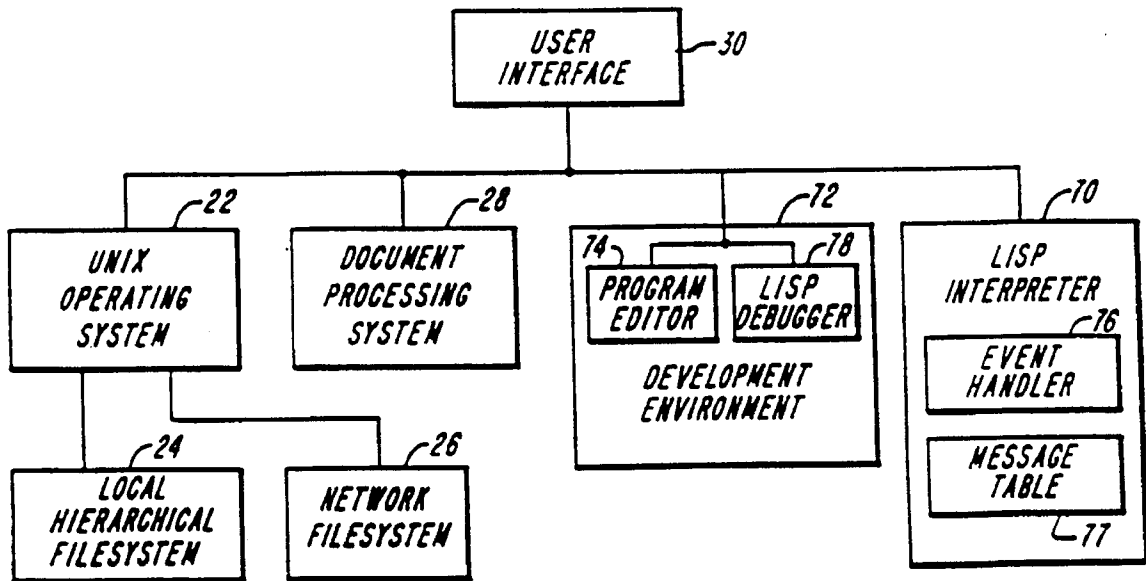 USER
INTERFACE
30
22
UNIX
OPERATING
SYSTEM
28
DOCUMENT
PROCESSING
SYSTEM
72
74
PROGRAM
EDITOR
78
LISP
DEBUGGER
DEVELOPMENT
ENVIRONMENT
70
LISP
INTERPRETER
76
EVENT
HANDLER
MESSAGE
TABLE
77
24
LOCAL
HIERARCHICAL
FILESYSTEM
26
NETWORK
FILESYSTEM